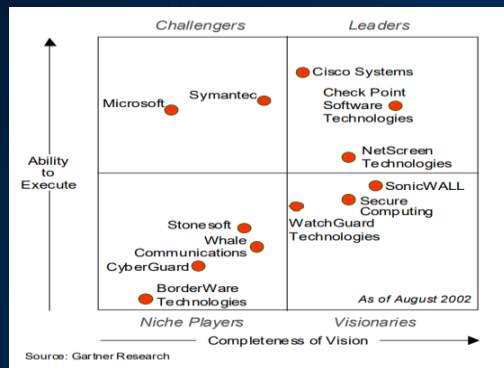 Challengers
Leaders
Cisco Systems
Symantec
Microsoft
Check Point
Software
Technologies
Ability
to
Execute
NetScreen
Technologies
SonicWALL
Secure
Computing
WatchGuard
Technologies
Stonesoft
Whale
Communications
CyberGuard
BorderWare
Technologies
As of August 2002
Niche Players
Visionaries
Completeness of Vision
Source: Gartner Research